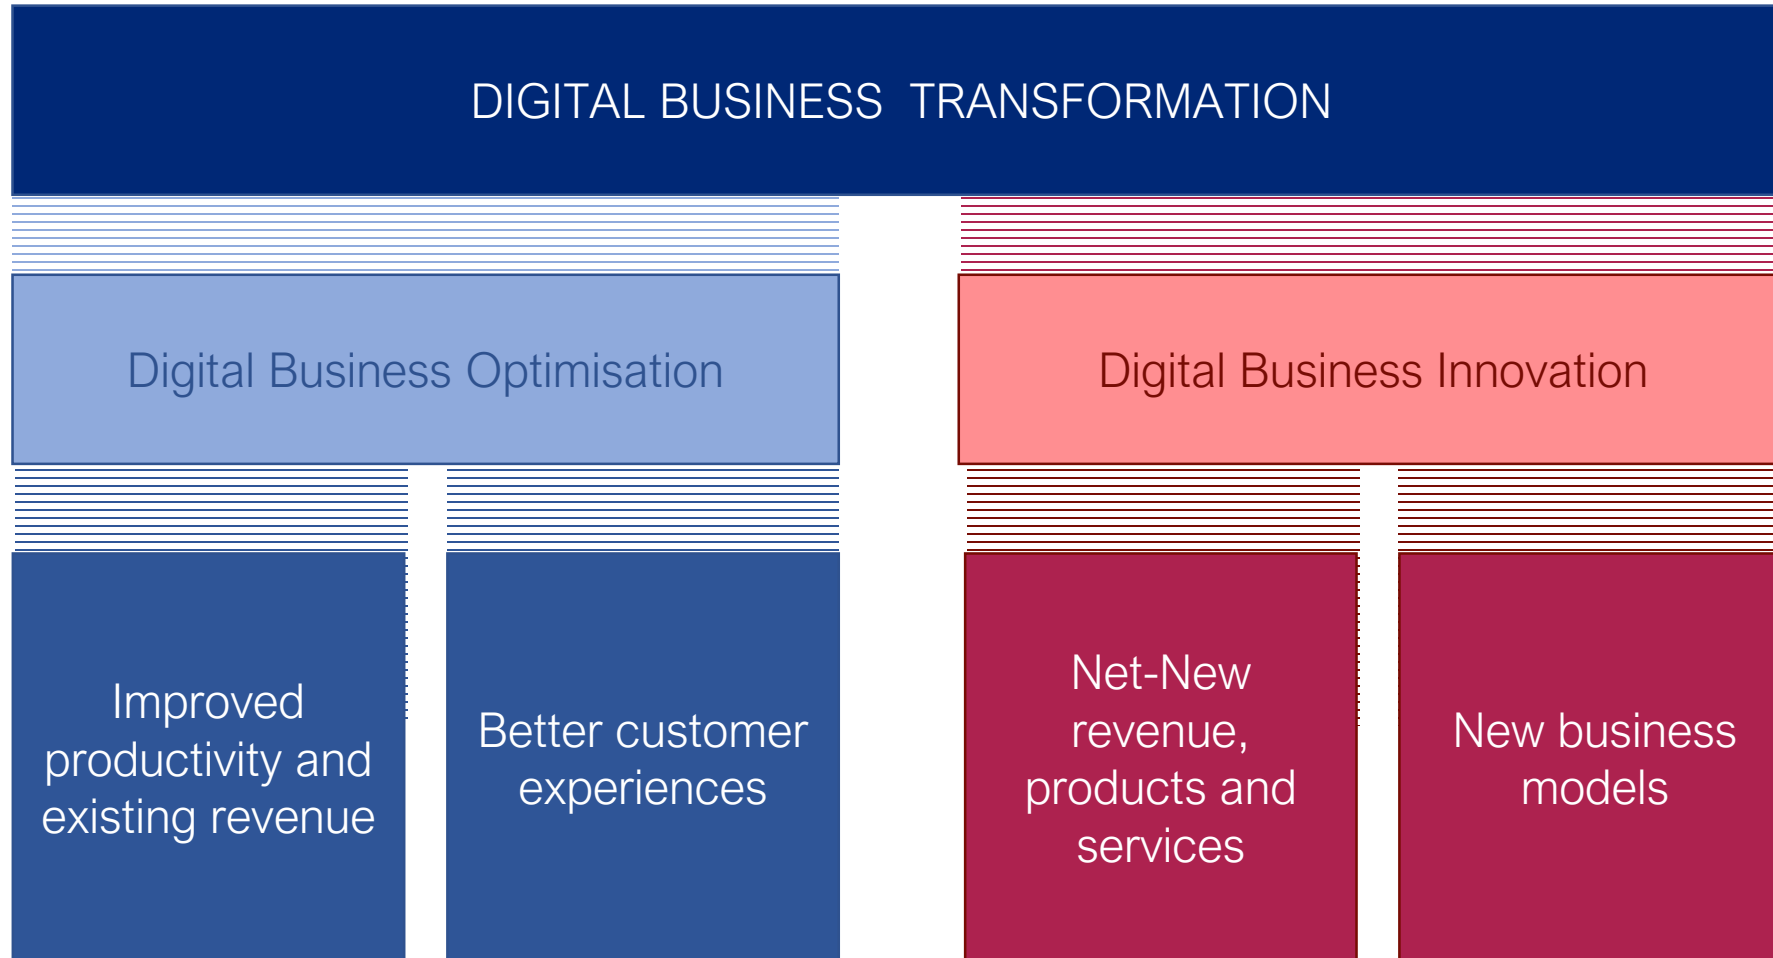 DIGITAL BUSINESS  TRANSFORMATION
Digital Business Optimisation
Digital Business Innovation
Improved
productivity and
existing revenue
Better customer
experiences
Net-New
revenue,
products and
services
New business
models